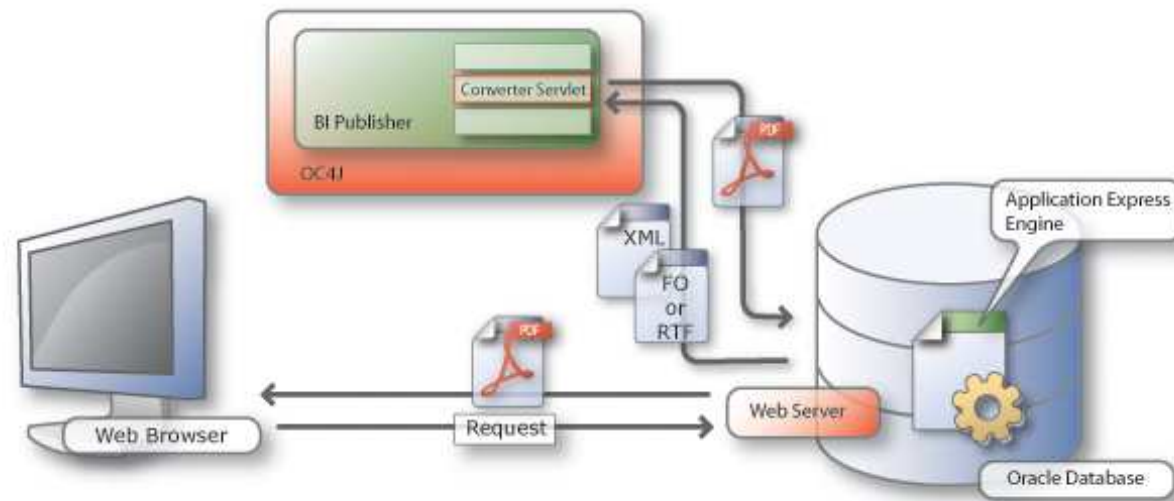 Converter Servlet
BI Publisher
OC4J
PDF
XML
FO
or
RTF
Application Express
Engine
PDF
Web Browser
Request
Web Server
Oracle Database